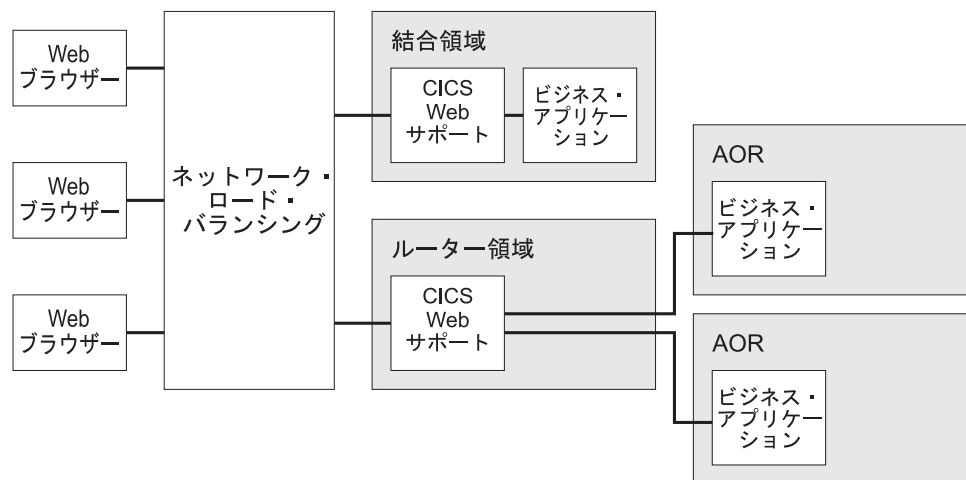 Web
ブラウザー
Web
ブラウザー
Web
ブラウザー
ネットワーク・
ロード・
バランシング
結合領域
CICS
Web
サポート
ビジネス・
アプリケー
ション
ルーター領域
CICS
Web
サポート
AOR
ビジネス・
アプリケー
ション
AOR
ビジネス・
アプリケー
ション